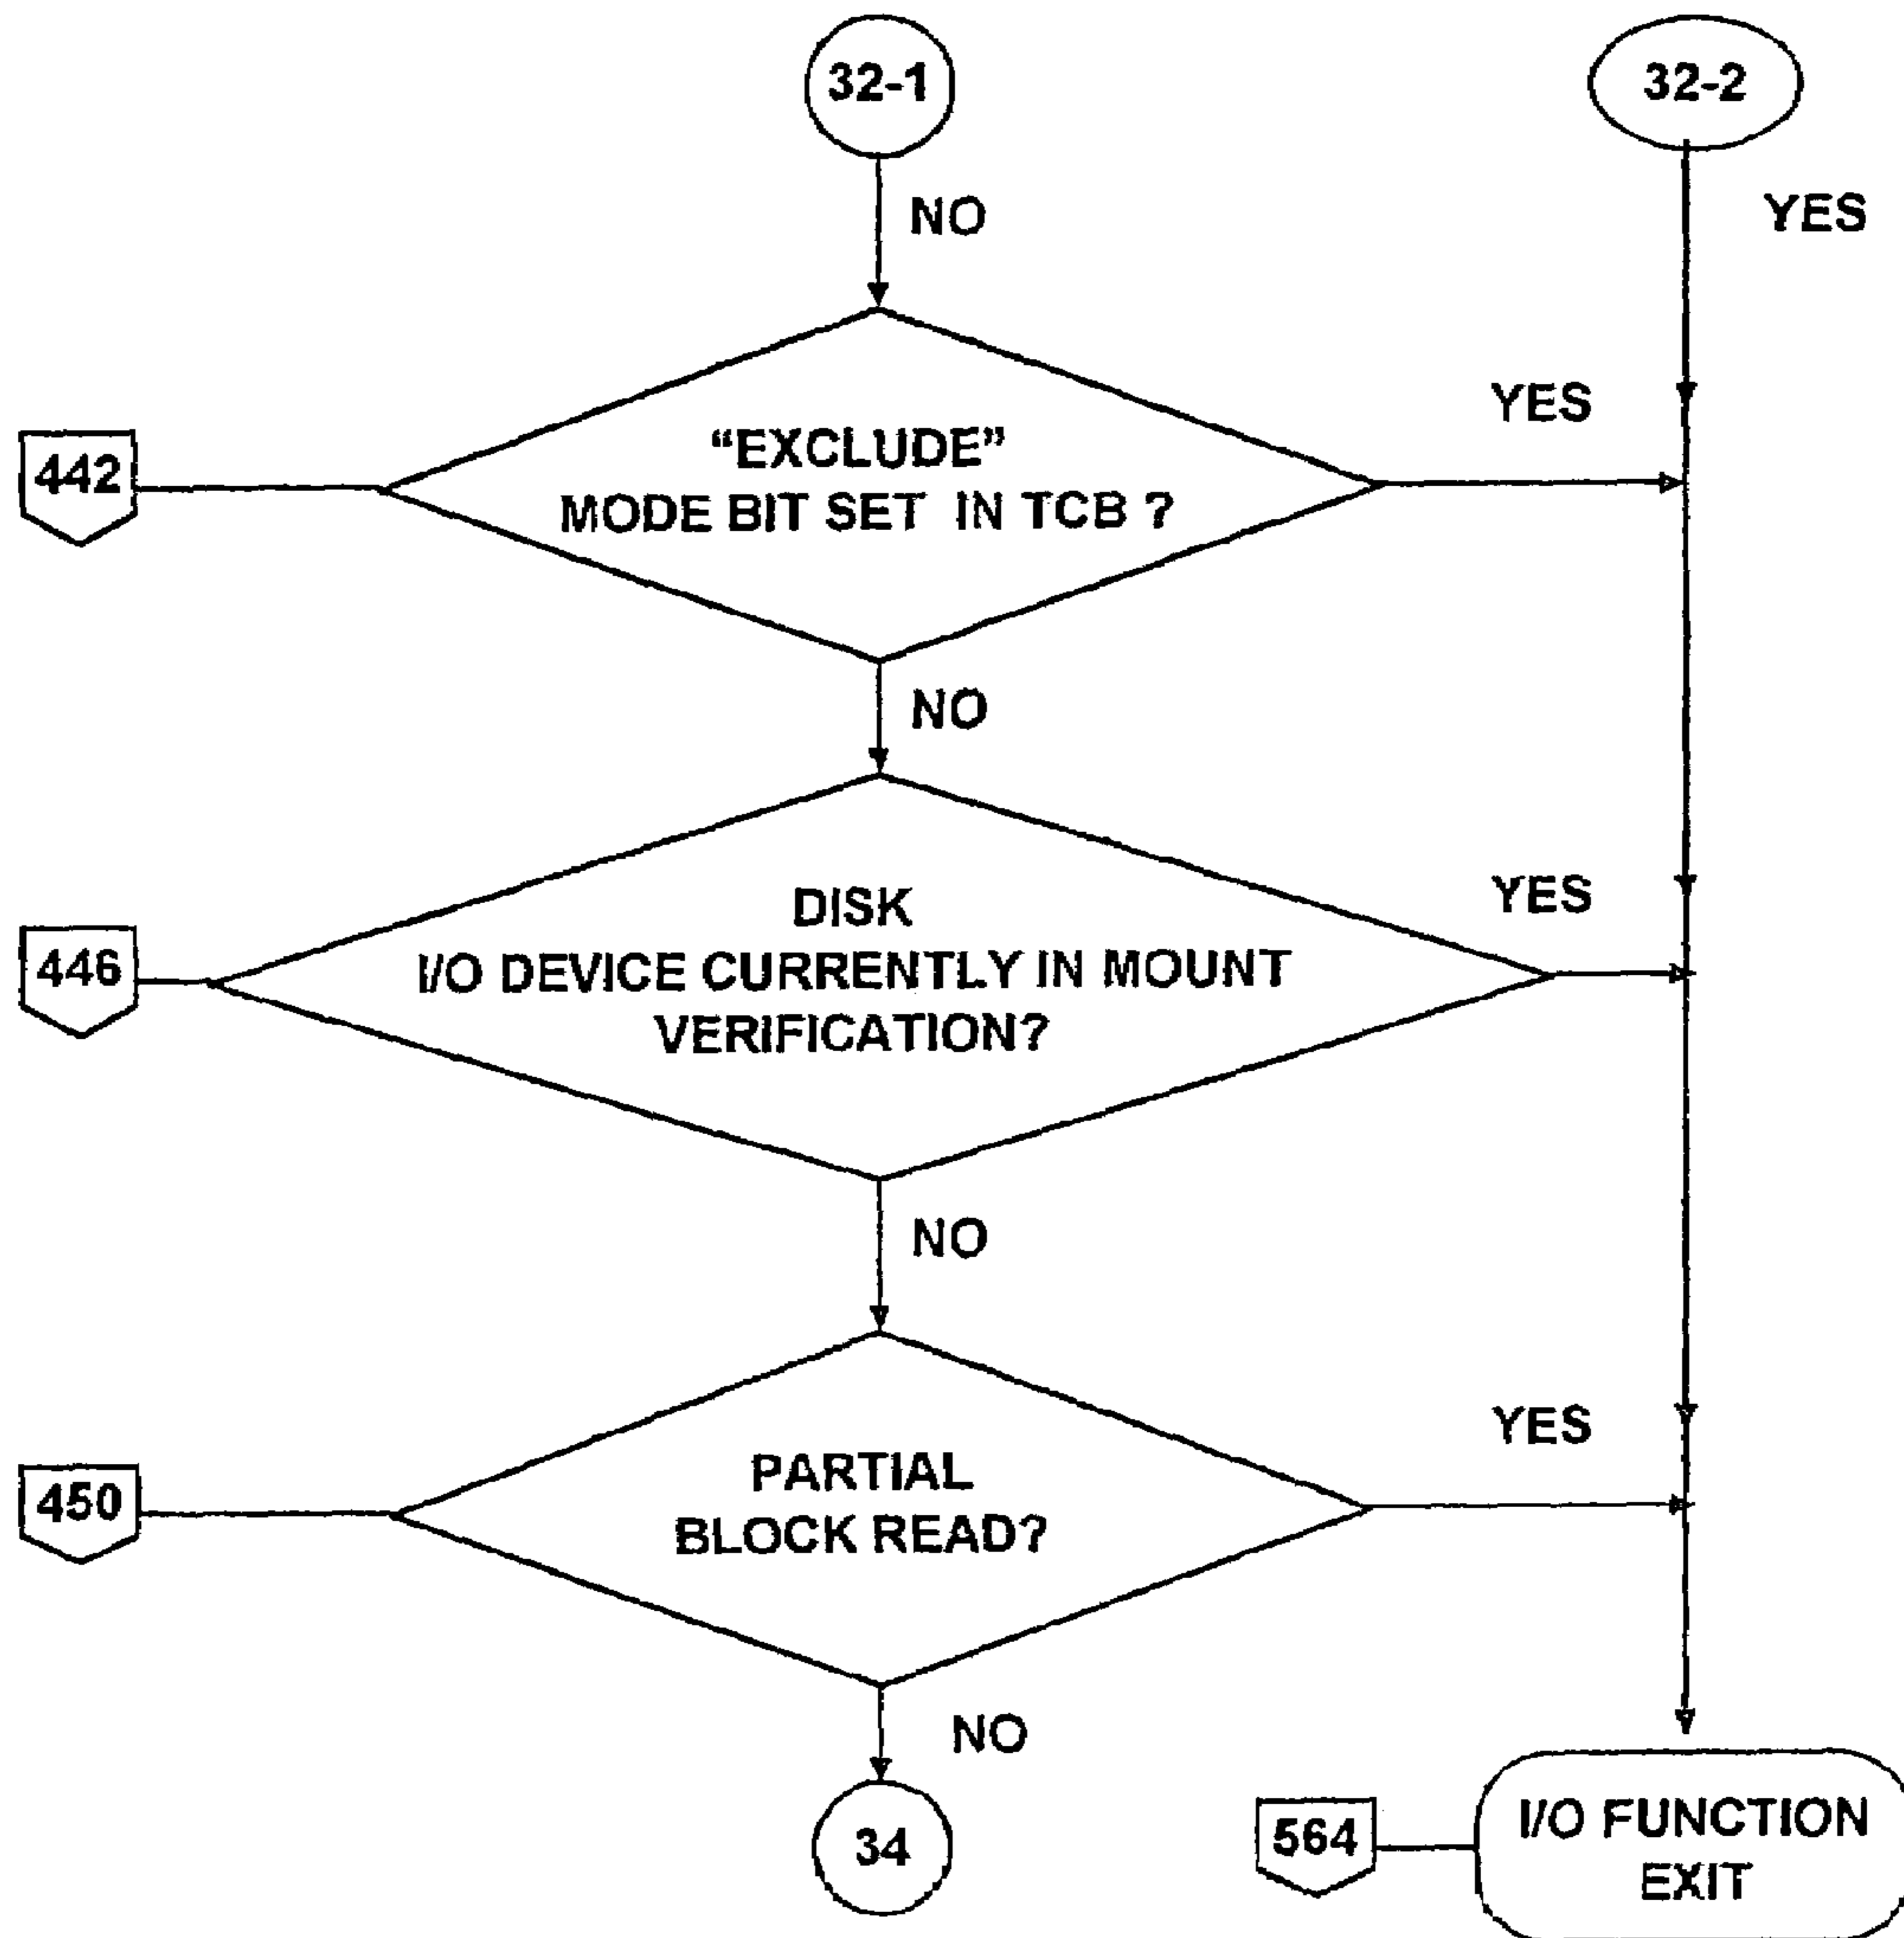 32-1
32-2
NO
YES
YES
442
“EXCLUDE”
MODE BIT SET IN TCB ?
NO
YES
446
DISK
I/O DEVICE CURRENTLY IN MOUNT
VERIFICATION?
NO
YES
450
PARTIAL
BLOCK READ?
NO
34
564
I/O FUNCTION
EXIT